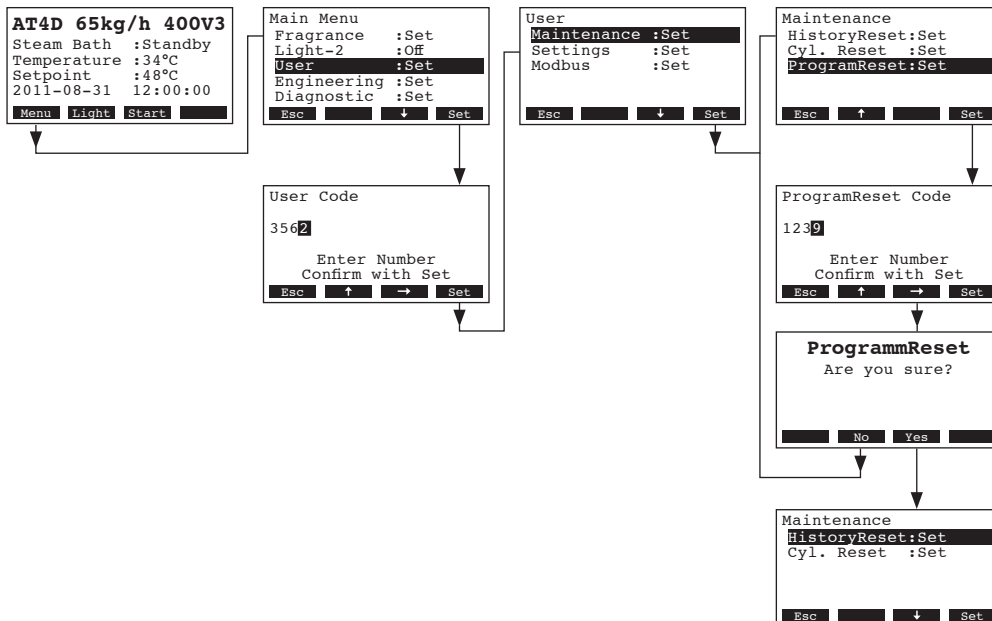 AT4D 65kg/h 400V3
Steam Bath :Standby
Temperature :34°C
Setpoint :48°C
2011-08-31 12:00:00
Menu Light Start
Main Menu
Fragrance :Set
Light-2 :Off
User :Set
Engineering :Set
Diagnostic :Set
Esc ↓ Set
User
Maintenance :Set
Settings :Set
Modbus :Set
Esc ↓ Set
Maintenance
HistoryReset:Set
Cyl. Reset :Set
ProgramReset:Set
Esc ↑ Set
User Code
3562
Enter Number
Confirm with Set
Esc ↑ → Set
ProgramReset Code
1239
Enter Number
Confirm with Set
Esc ↑ → Set
ProgrammReset
Are you sure?
No Yes
Maintenance
HistoryReset:Set
Cyl. Reset :Set
Esc ↓ Set